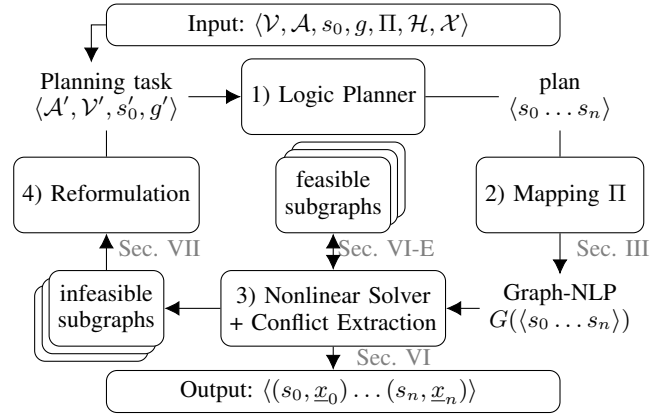 Input: ⟨𝒱, 𝒜, s₀, g, Π, ℋ, 𝒳⟩
Planning task
⟨𝒜′, 𝒱′, s′₀, g′⟩
1) Logic Planner
plan
⟨s₀ … sₙ⟩
4) Reformulation
feasible
subgraphs
2) Mapping Π
Sec. VII
Sec. VI-E
Sec. III
infeasible
subgraphs
3) Nonlinear Solver
+ Conflict Extraction
Graph-NLP
G(⟨s₀ … sₙ⟩)
Sec. VI
Output: ⟨(s₀, x̲₀) … (sₙ, x̲ₙ)⟩